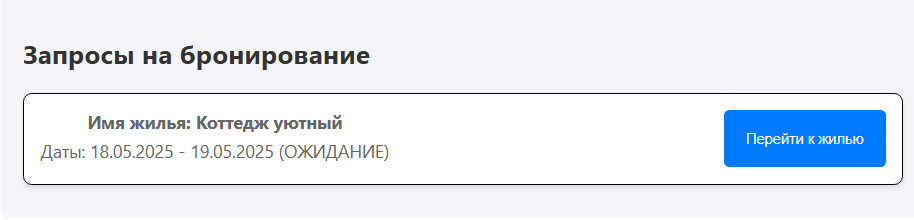 Запросы на бронирование
Имя жилья: Коттедж уютный
Даты: 18.05.2025 - 19.05.2025 (ОЖИДАНИЕ)
Перейти к жилью